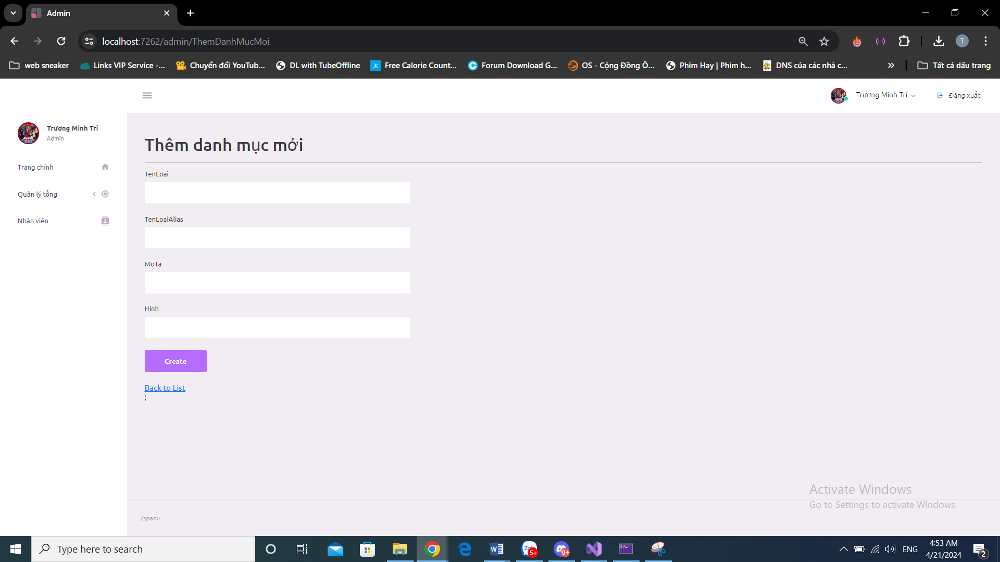 Admin
localhost:7262/admin/ThemDanhMucMoi
web sneaker
Links VIP Service -...
Chuyển đổi YouTub...
DL with TubeOffline
Free Calorie Count...
Forum Download G...
OS - Cộng Đồng Ô...
Phim Hay | Phim h...
DNS của các nhà c...
Tất cả dấu trang
T
Trương Minh Trí
Đăng xuất
Trương Minh Trí
Admin
Trang chính
Quản lý tổng
Nhân viên
Thêm danh mục mới
TenLoai
TenLoaiAlias
MoTa
Hinh
Create
Back to List
;
Activate Windows
Go to Settings to activate Windows.
/span>
Type here to search
5+
9+
ENG
4:53 AM
4/21/2024
2